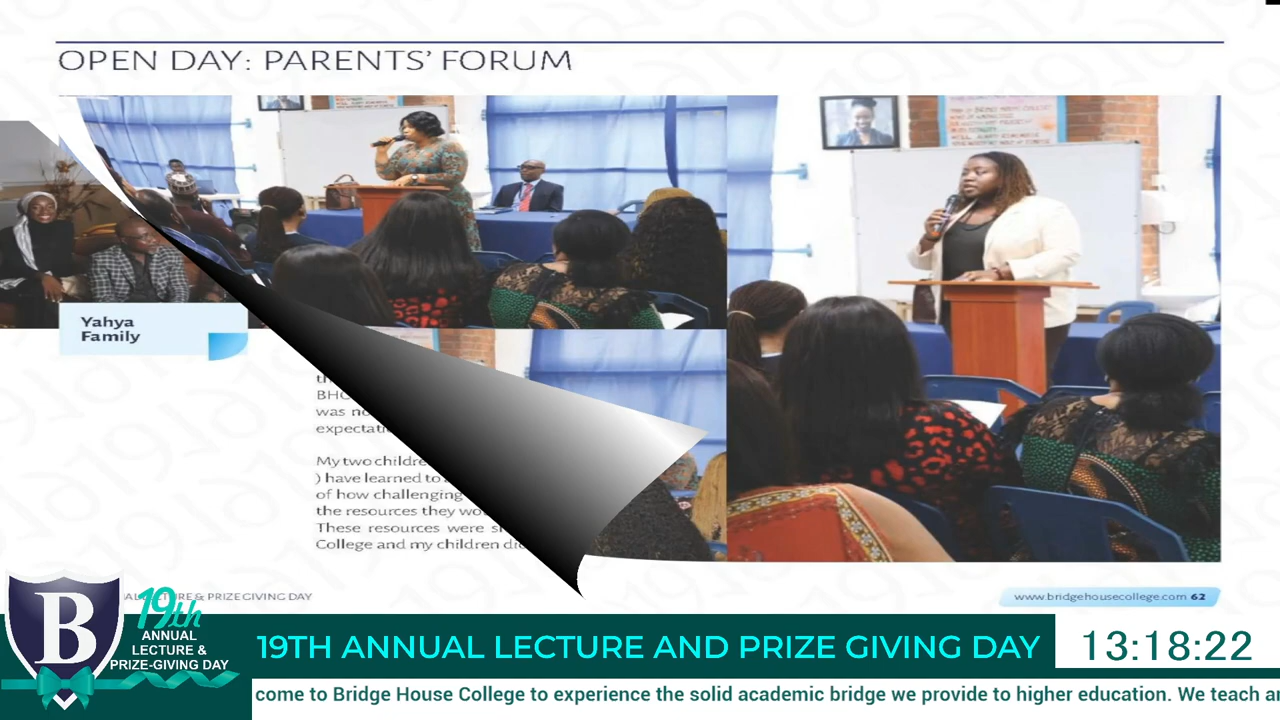 OPEN DAY: PARENTS' FORUM
Yahya
Family
BHC
was no
My two childre
) have learned to
of how challenging
the resources they wo
These resources were s
College and my children di
LECTURE & PRIZE GIVING DAY
www.bridgehousecollege.com 62
B
19th
ANNUAL
LECTURE &
PRIZE-GIVING DAY
19TH ANNUAL LECTURE AND PRIZE GIVING DAY
13:18:22
come to Bridge House College to experience the solid academic bridge we provide to higher education. We teach a